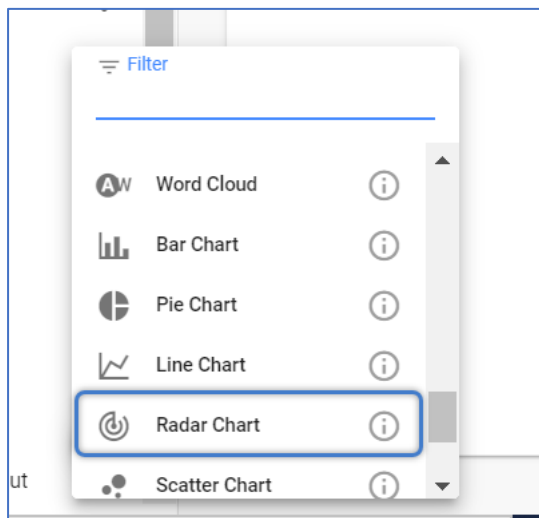 Filter
Word Cloud
Bar Chart
Pie Chart
Line Chart
Radar Chart
ut
Scatter Chart